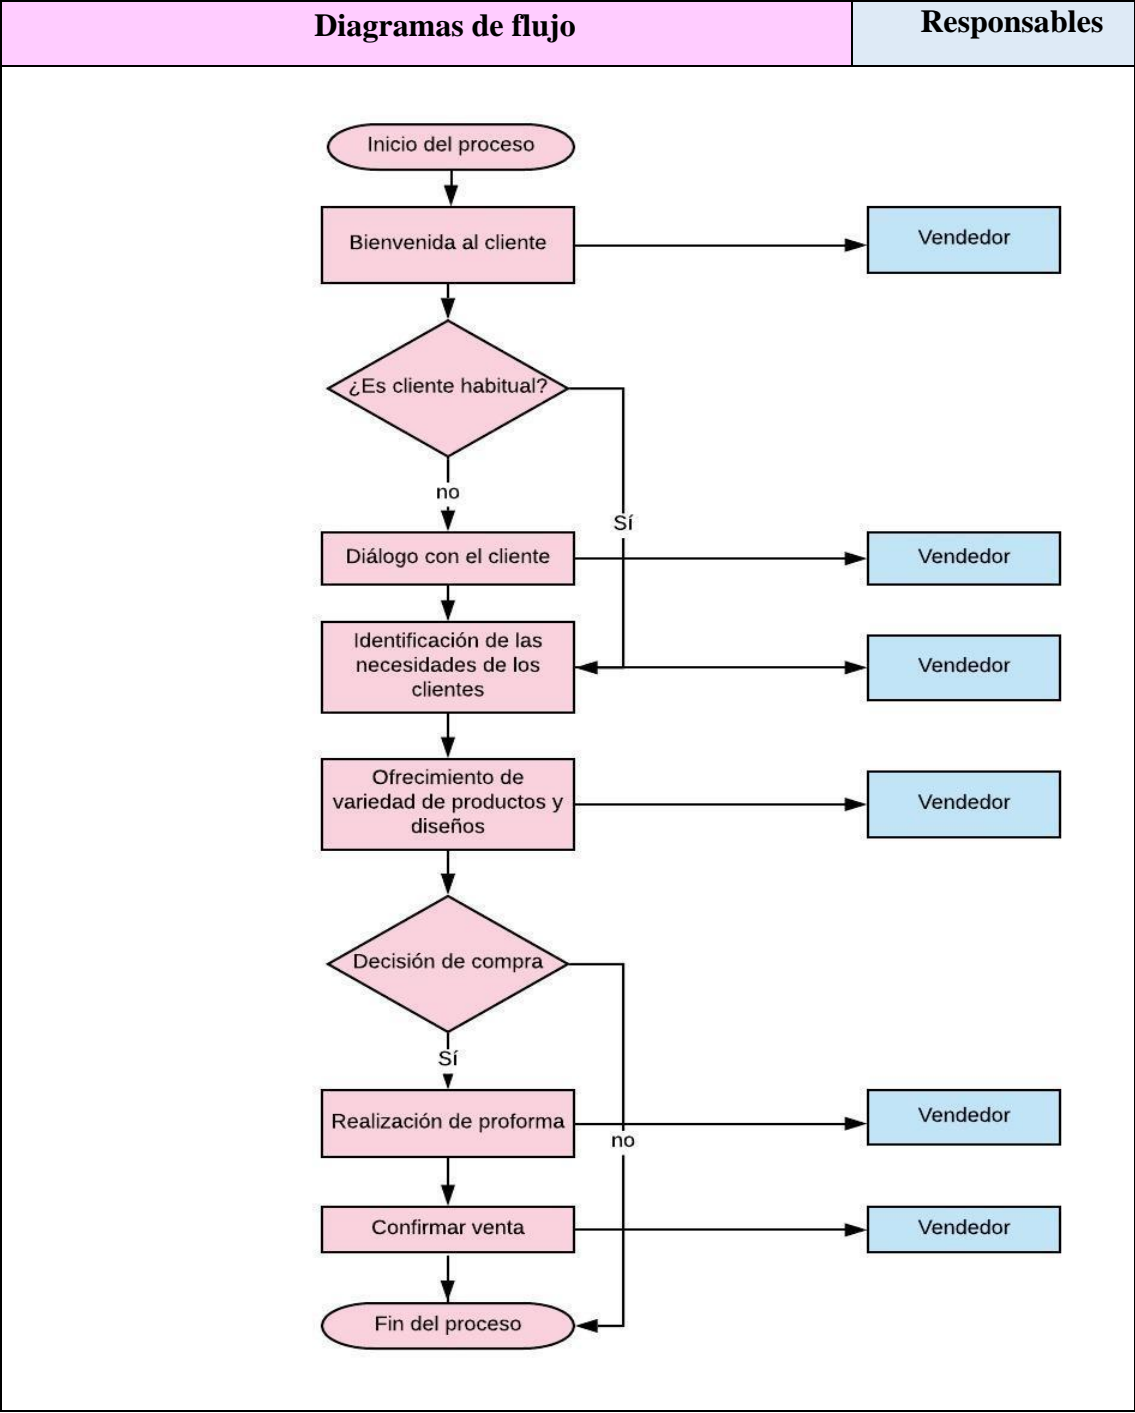 Diagramas de flujo
Responsables
Inicio del proceso
Bienvenida al cliente
Vendedor
¿Es cliente habitual?
no
Sí
Diálogo con el cliente
Vendedor
Identificación de las
necesidades de los
clientes
Vendedor
Ofrecimiento de
variedad de productos y
diseños
Vendedor
Decisión de compra
Sí
Realización de proforma
Vendedor
no
Confirmar venta
Vendedor
Fin del proceso